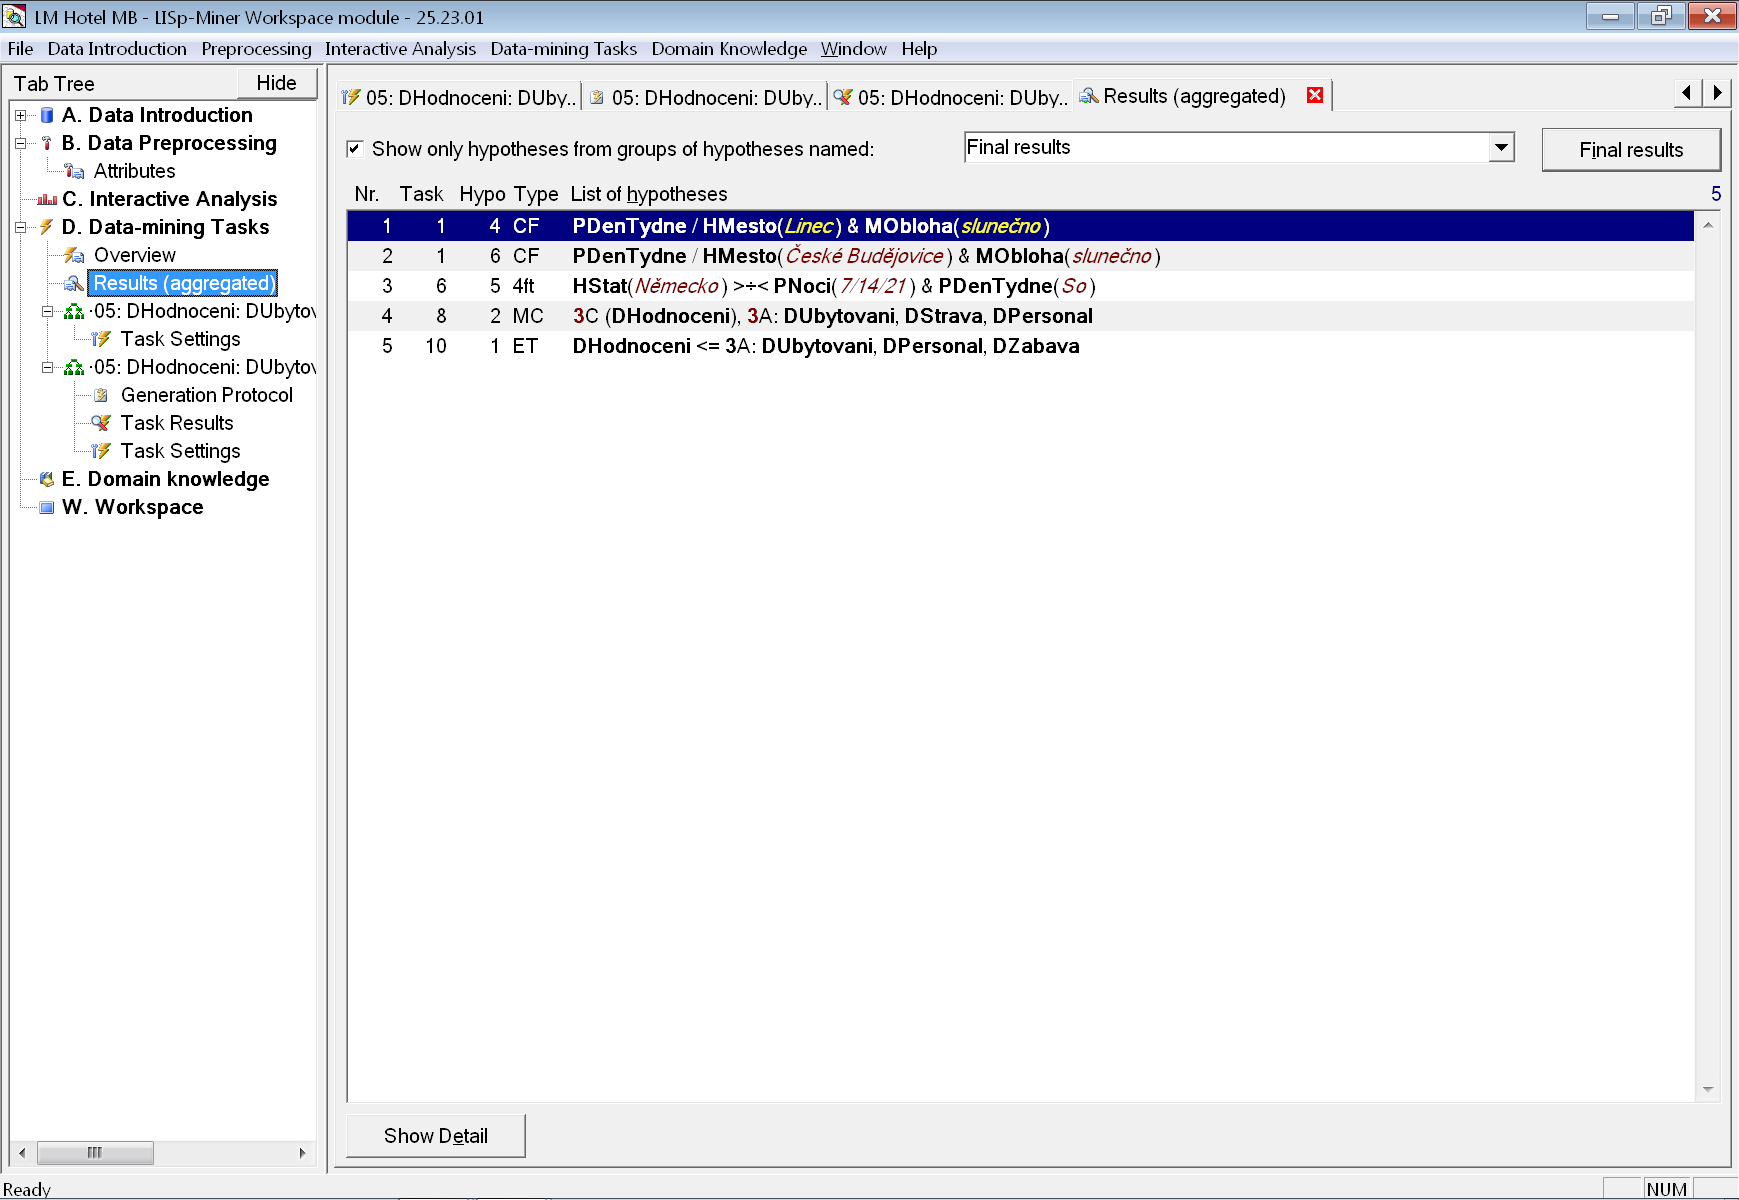 LM Hotel MB - LISp-Miner Workspace module - 25.23.01
File Data Introduction Preprocessing Interactive Analysis Data-mining Tasks Domain Knowledge Window Help
Tab Tree Hide
A. Data Introduction
B. Data Preprocessing
Attributes
C. Interactive Analysis
D. Data-mining Tasks
Overview
Results (aggregated)
·05: DHodnoceni: DUbytov
Task Settings
·05: DHodnoceni: DUbytov
Generation Protocol
Task Results
Task Settings
E. Domain knowledge
W. Workspace
05: DHodnoceni: DUby.. 05: DHodnoceni: DUby.. 05: DHodnoceni: DUby.. Results (aggregated)
Show only hypotheses from groups of hypotheses named: Final results Final results
Nr. Task Hypo Type List of hypotheses 5
1 1 4 CF PDenTydne / HMesto(Linec) & MObloha(slunečno)
2 1 6 CF PDenTydne / HMesto(České Budějovice) & MObloha(slunečno)
3 6 5 4ft HStat(Německo) >÷< PNoci(7/14/21) & PDenTydne(So)
4 8 2 MC 3C (DHodnoceni), 3A: DUbytovani, DStrava, DPersonal
5 10 1 ET DHodnoceni <= 3A: DUbytovani, DPersonal, DZabava
Show Detail
Ready NUM